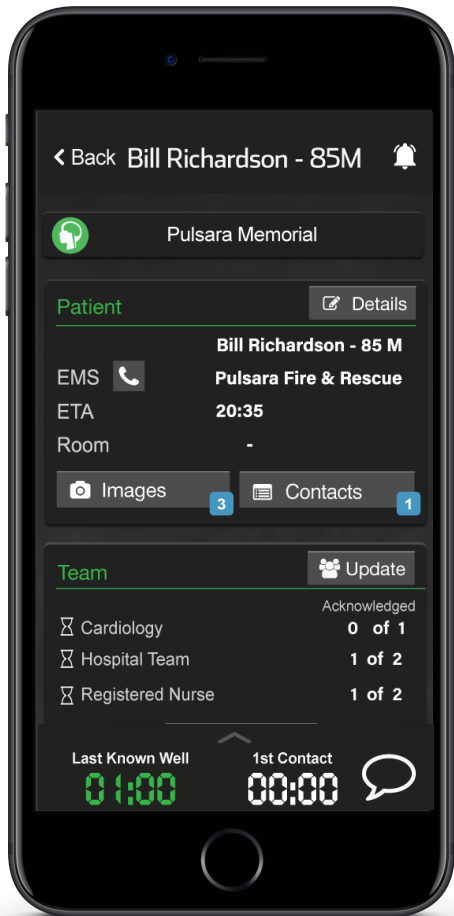 Back Bill Richardson - 85M
Pulsara Memorial
Patient Details
Bill Richardson - 85 M
EMS Pulsara Fire & Rescue
ETA 20:35
Room -
Images 3 Contacts 1
Team Update
Acknowledged
Cardiology 0 of 1
Hospital Team 1 of 2
Registered Nurse 1 of 2
Last Known Well 1st Contact
01:00 00:00